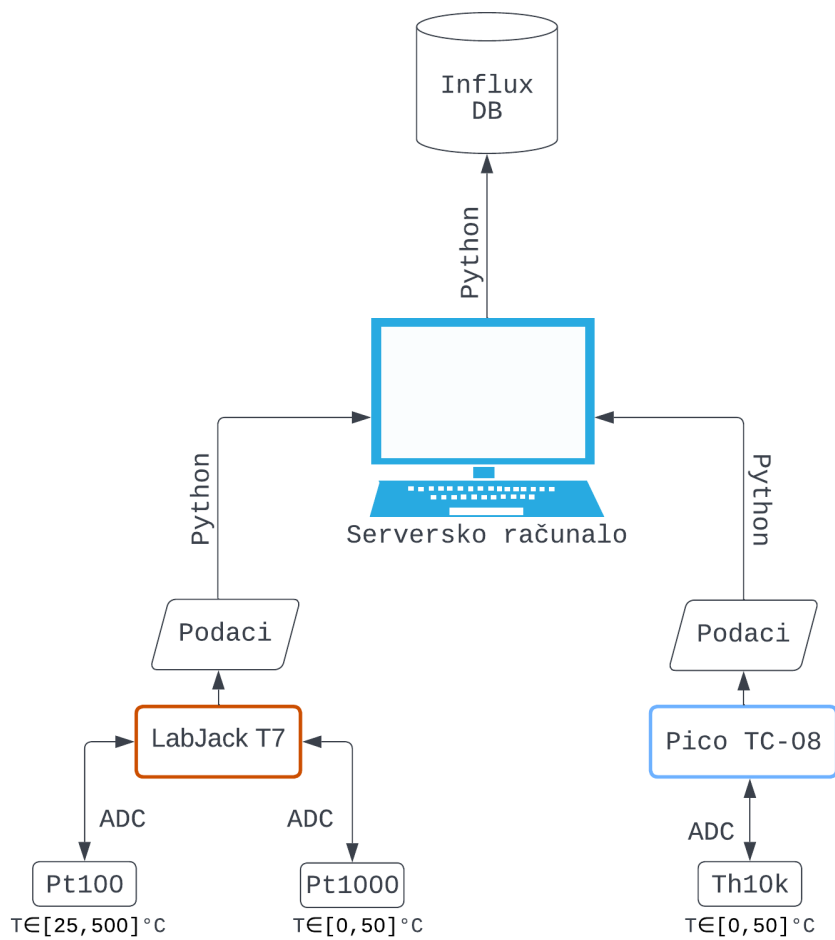 Influx
DB
Python
Python
Python
Serversko računalo
Podaci
Podaci
LabJack T7
Pico TC-08
ADC
ADC
ADC
Pt100
Pt1000
Th10k
T∈[25,500]°C
T∈[0,50]°C
T∈[0,50]°C